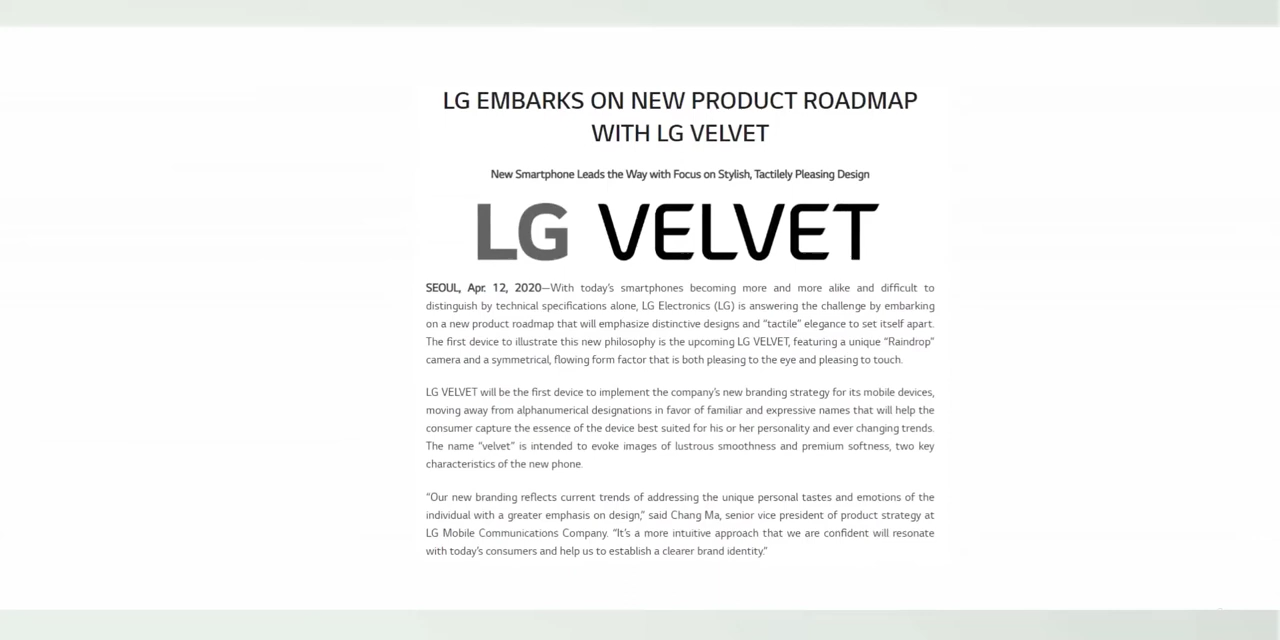 LG EMBARKS ON NEW PRODUCT ROADMAP
WITH LG VELVET
New Smartphone Leads the Way with Focus on Stylish, Tactilely Pleasing Design
LG VELVET
SEOUL, Apr. 12, 2020—With today's smartphones becoming more and more alike and difficult to
distinguish by technical specifications alone, LG Electronics (LG) is answering the challenge by embarking
on a new product roadmap that will emphasize distinctive designs and “tactile” elegance to set itself apart.
The first device to illustrate this new philosophy is the upcoming LG VELVET, featuring a unique “Raindrop”
camera and a symmetrical, flowing form factor that is both pleasing to the eye and pleasing to touch.
LG VELVET will be the first device to implement the company's new branding strategy for its mobile devices,
moving away from alphanumerical designations in favor of familiar and expressive names that will help the
consumer capture the essence of the device best suited for his or her personality and ever changing trends.
The name “velvet” is intended to evoke images of lustrous smoothness and premium softness, two key
characteristics of the new phone.
“Our new branding reflects current trends of addressing the unique personal tastes and emotions of the
individual with a greater emphasis on design,” said Chang Ma, senior vice president of product strategy at
LG Mobile Communications Company. “It's a more intuitive approach that we are confident will resonate
with today's consumers and help us to establish a clearer brand identity.”